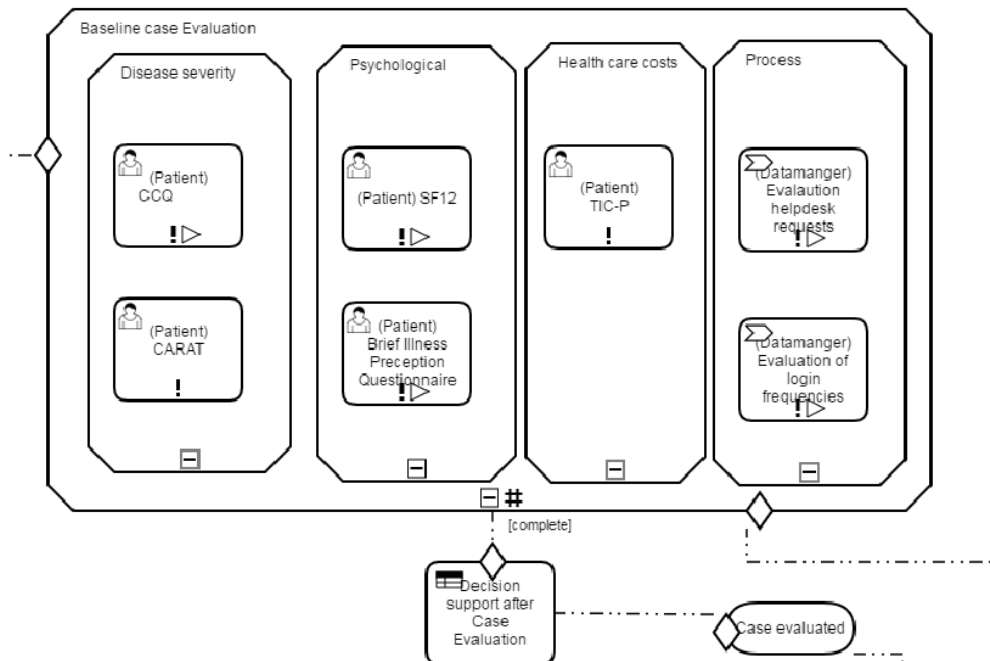 Baseline case Evaluation
Disease severity
(Patient)
CCQ
!
(Patient)
CARAT
!
Psychological
(Patient) SF12
!
(Patient)
Brief Illness
Preception
Questionnaire
!
Health care costs
(Patient)
TIC-P
!
Process
(Datamanger)
Evalaution
helpdesk
requests
!
(Datamanger)
Evaluation of
login
frequencies
!
#
[complete]
Decision
support after
Case
Evaluation
Case evaluated